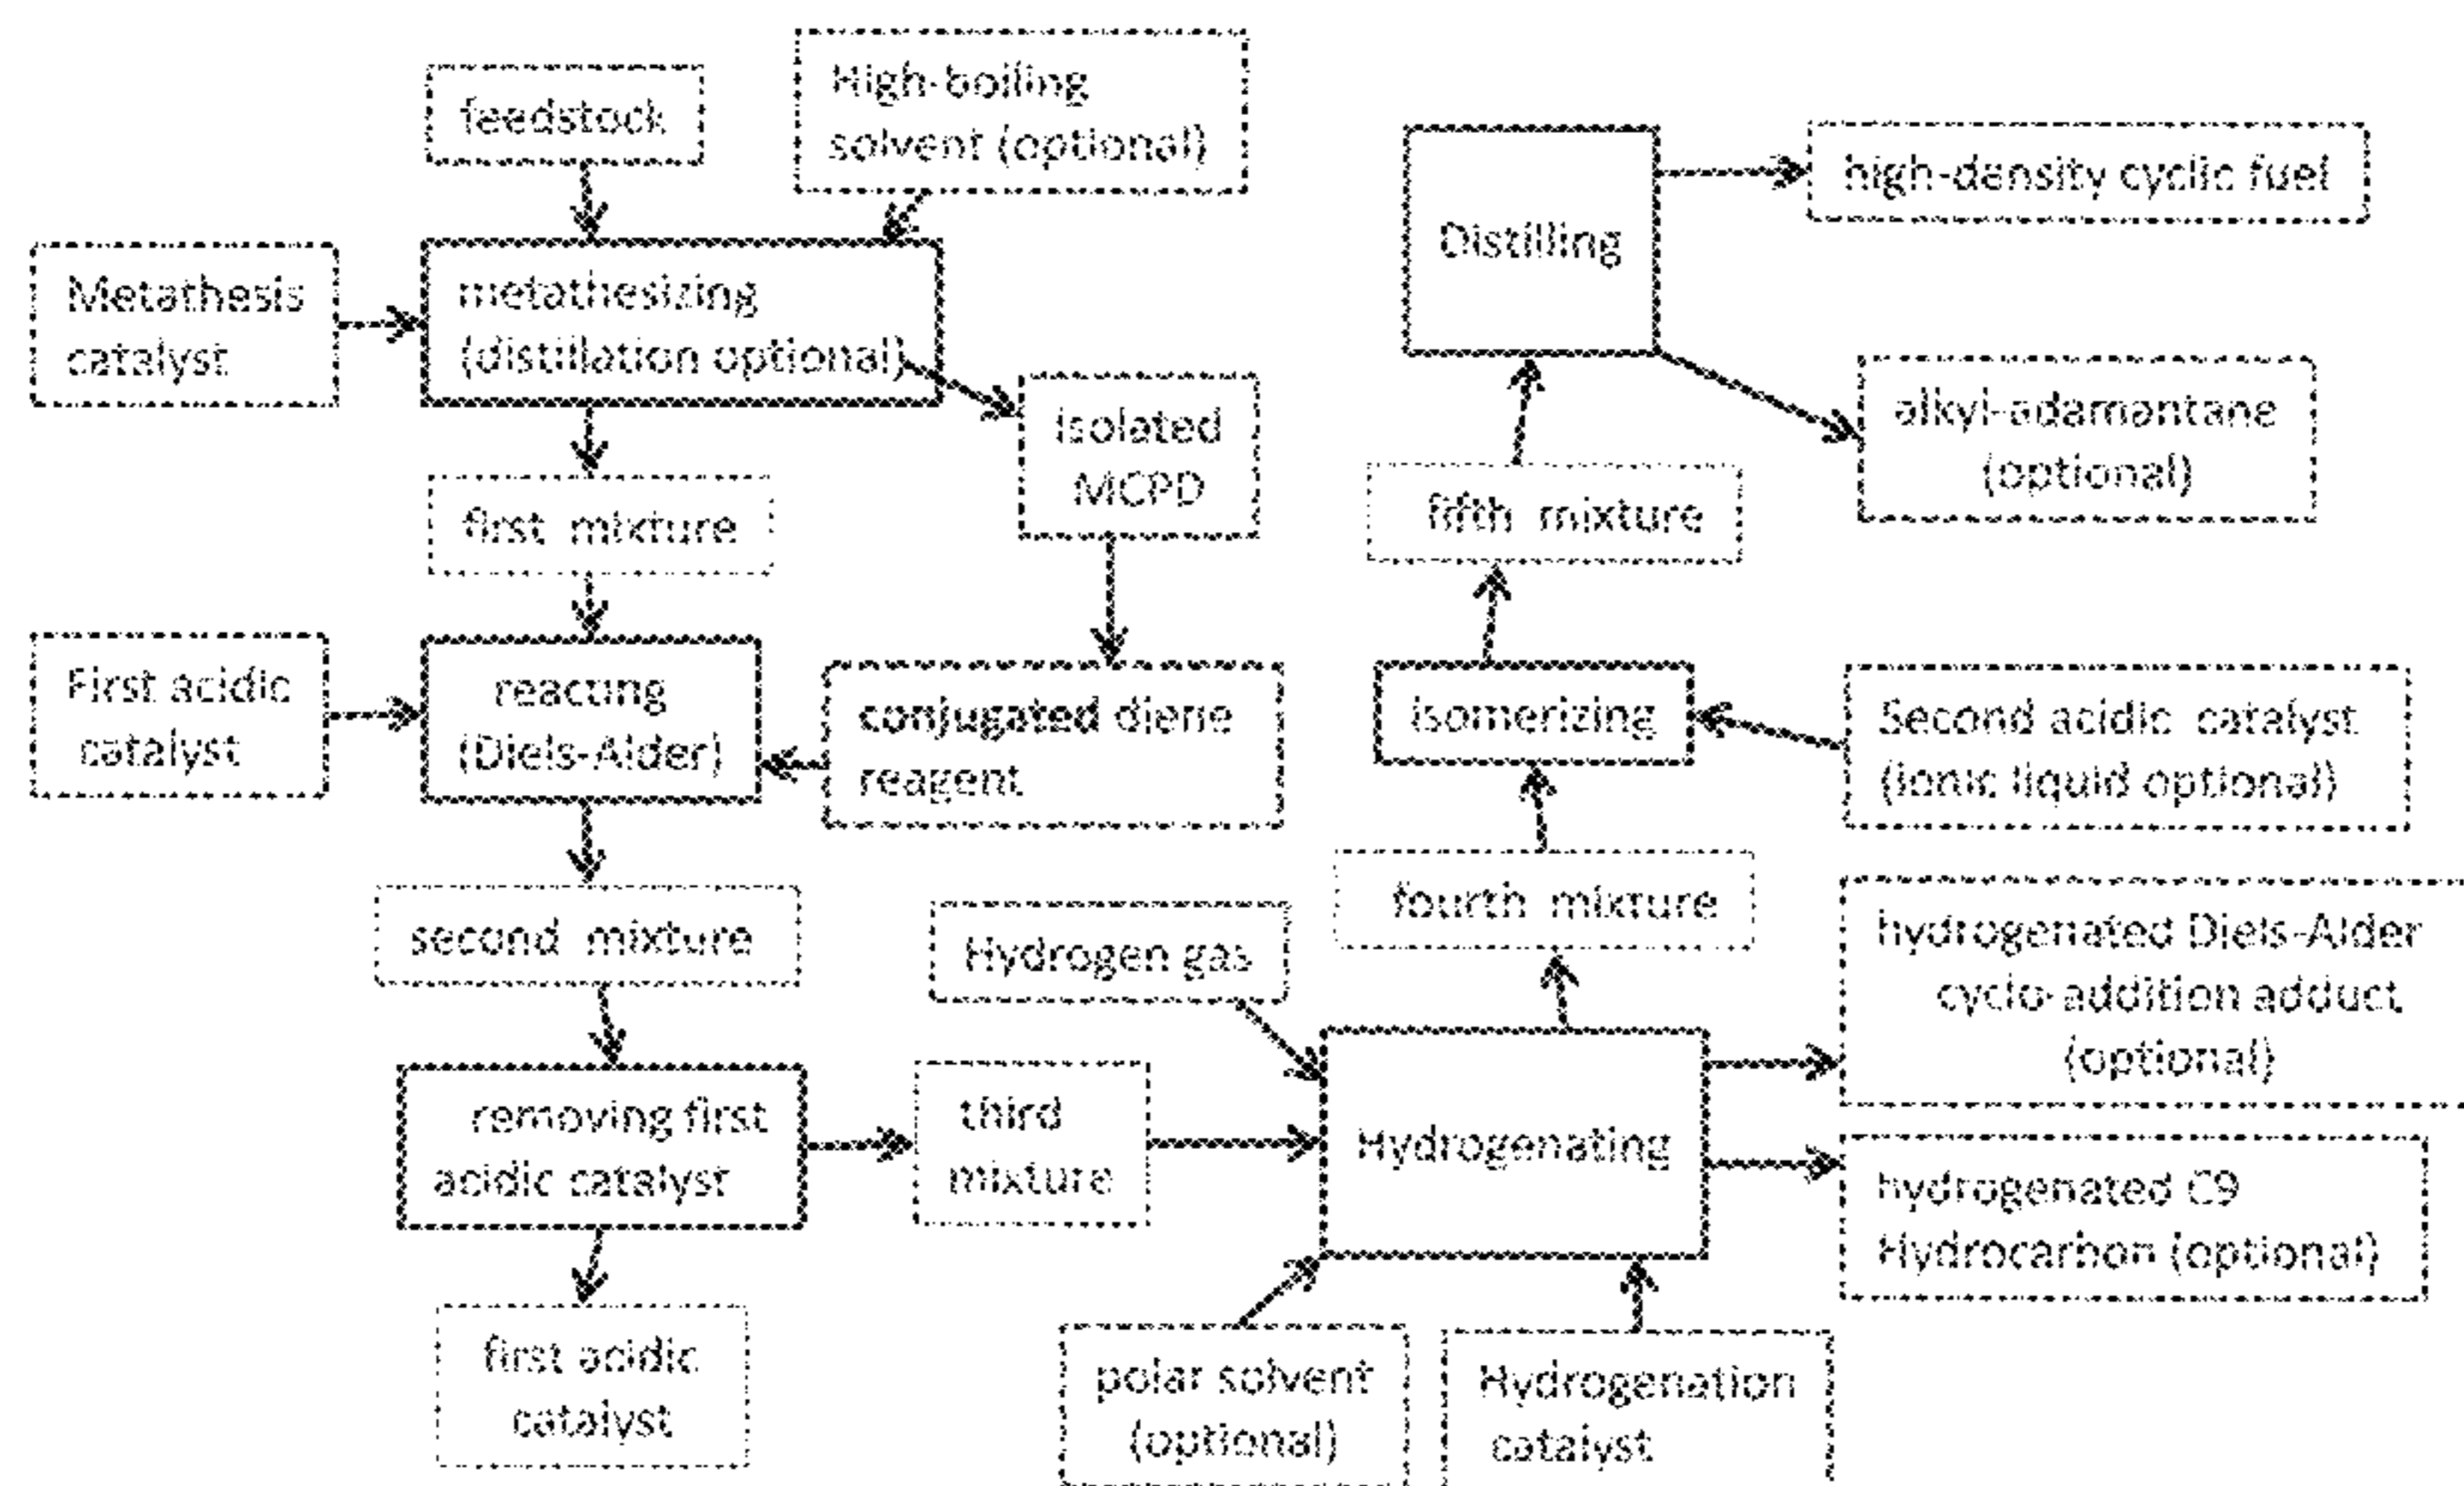 feedstock
High-boiling
solvent (optional)
Metathesis
catalyst
metathesizing
(distillation optional)
isolated
MCPD
first mixture
First acidic
catalyst
reacting
(Diels-Alder)
conjugated diene
reagent
second mixture
removing first
acidic catalyst
first acidic
catalyst
third
mixture
Hydrogen gas
Hydrogenating
polar solvent
(optional)
Hydrogenation
catalyst
hydrogenated Diels-Alder
cyclo-addition adduct
(optional)
hydrogenated C9
Hydrocarbon (optional)
fourth mixture
isomerizing
Second acidic catalyst
(ionic liquid optional)
fifth mixture
Distilling
high-density cyclic fuel
alkyl-adamantane
(optional)